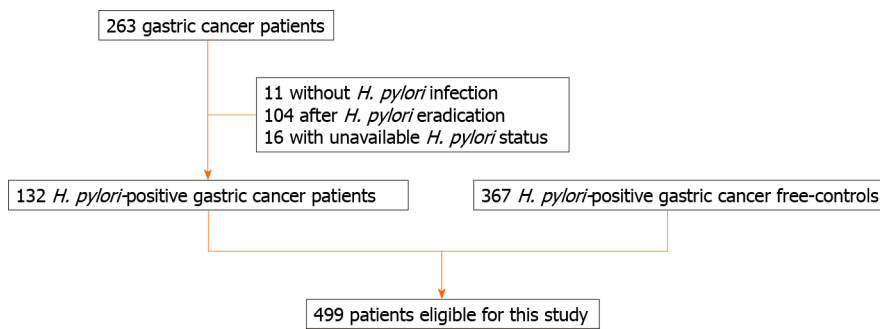 263 gastric cancer patients
11 without H. pylori infection
104 after H. pylori eradication
16 with unavailable H. pylori status
132 H. pylori-positive gastric cancer patients
367 H. pylori-positive gastric cancer free-controls
499 patients eligible for this study